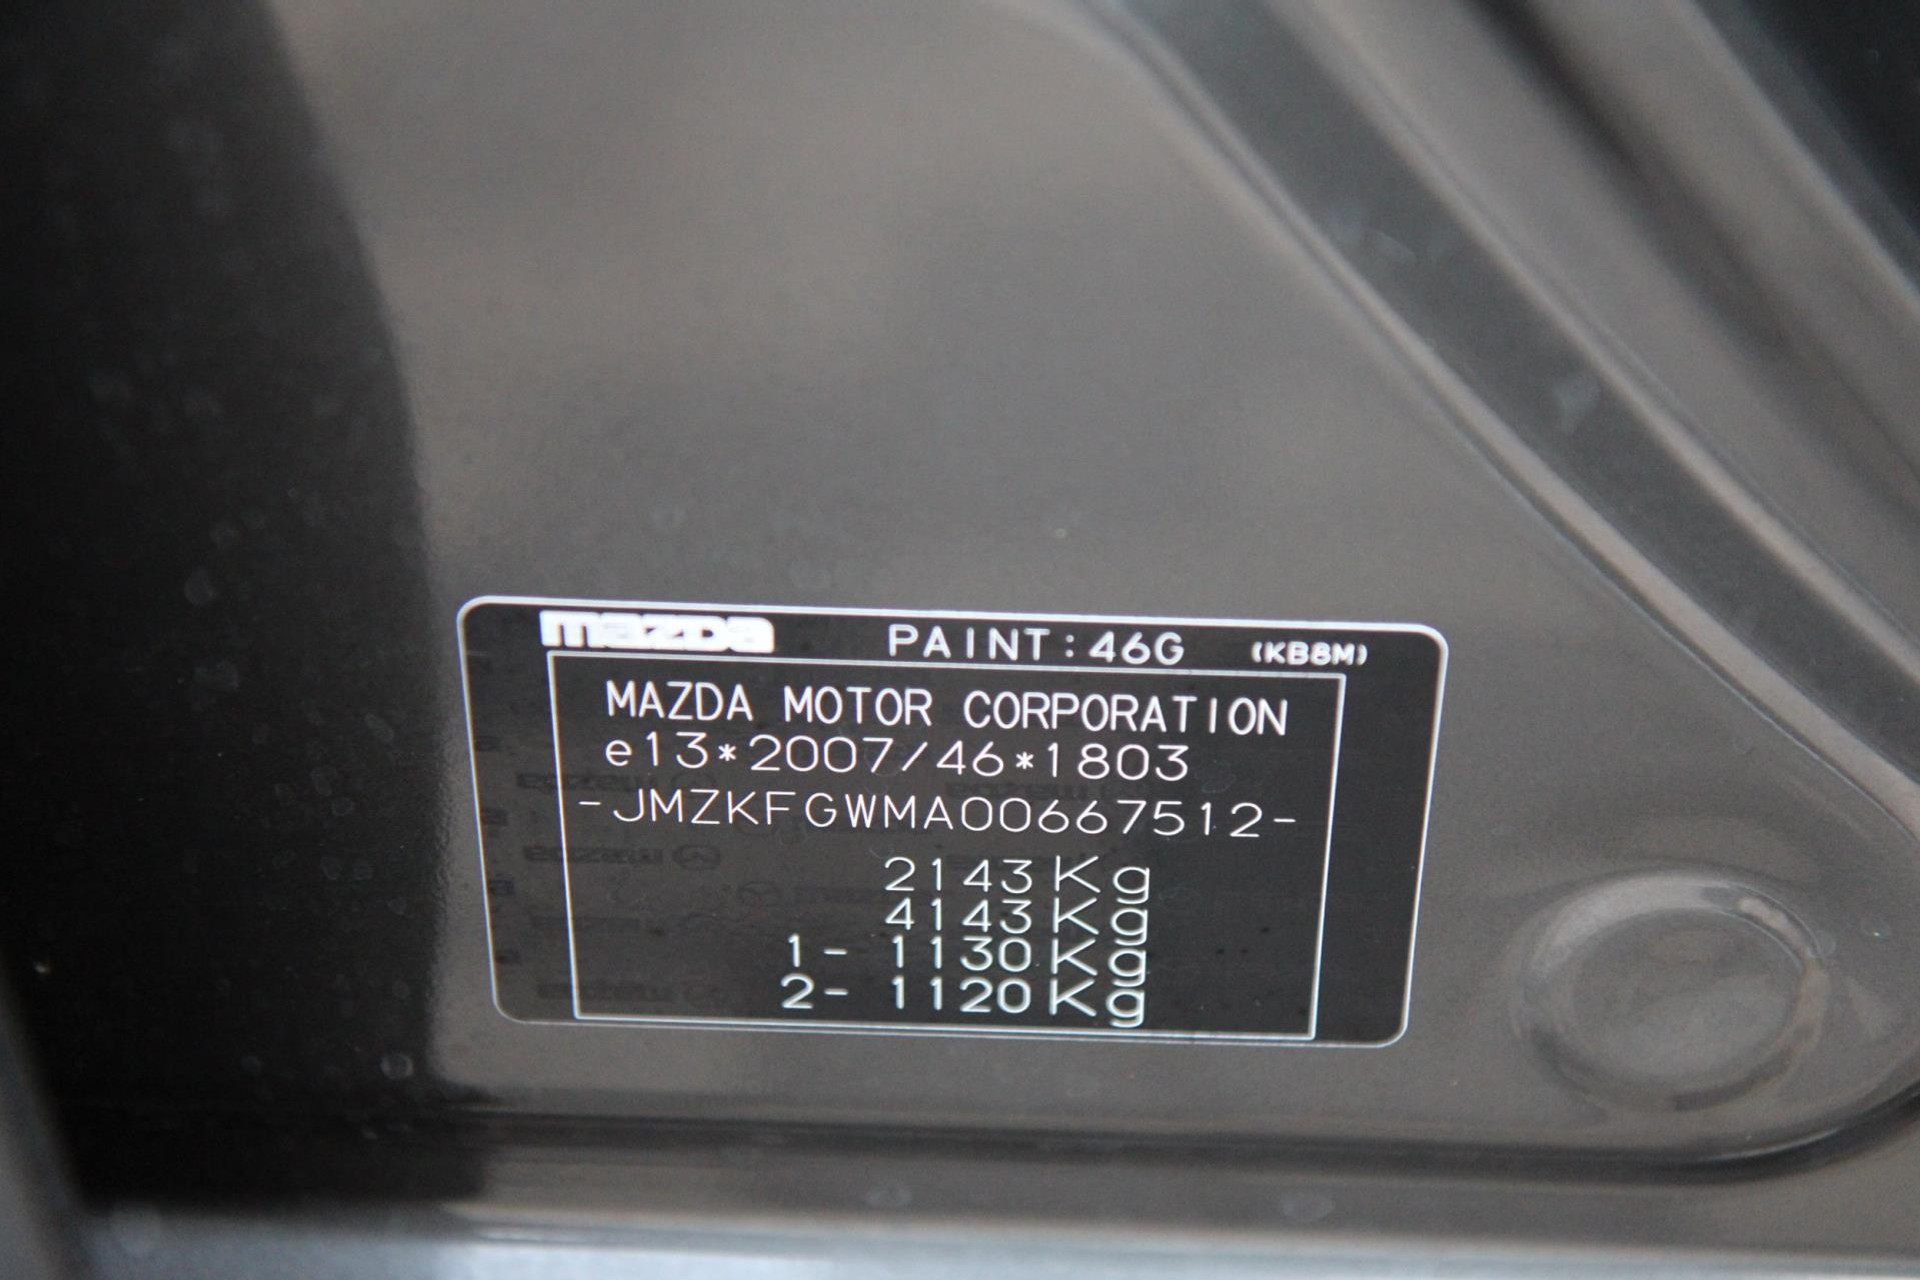 mazda PAINT:46G (KB8M)
MAZDA MOTOR CORPORATION
e13*2007/46*1803
-JMZKFGWMA00667512-
2143Kg
4143Kg
1- 1130Kg
2- 1120Kg